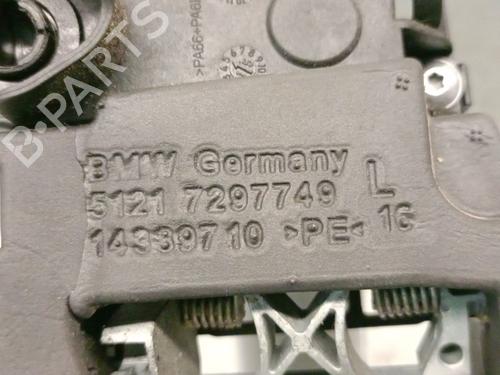 >PA66+PA6
B-PARTS
BMW Germany
5121 7297749 L
14339710 >PE< 16